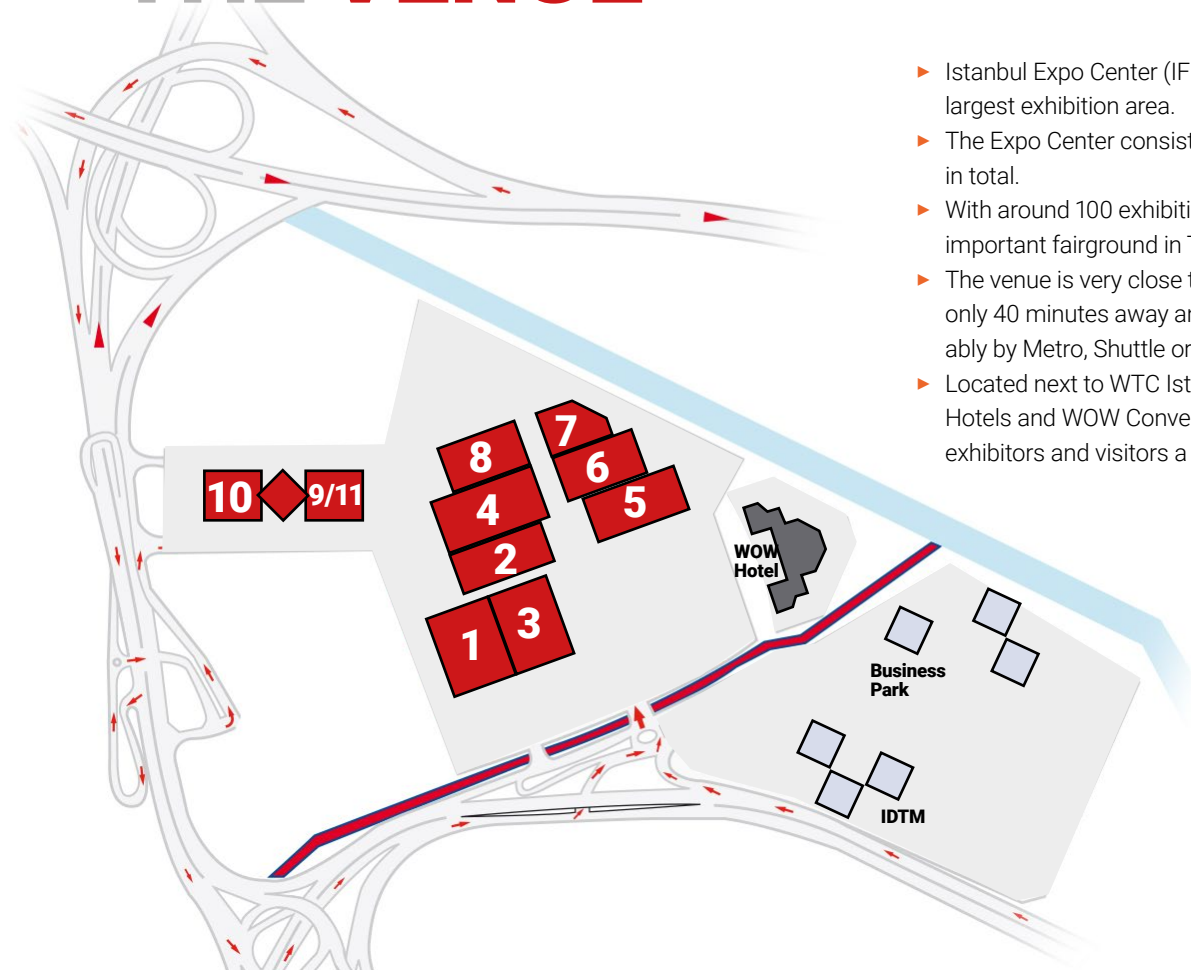 THE VENUE
► Istanbul Expo Center (IF
largest exhibition area.
► The Expo Center consist
in total.
► With around 100 exhibiti
important fairground in T
► The venue is very close t
only 40 minutes away ar
ably by Metro, Shuttle or
► Located next to WTC Ist
Hotels and WOW Conve
exhibitors and visitors a
7
8
6
10
9/11
4
5
2
WOW
Hotel
3
1
Business
Park
IDTM